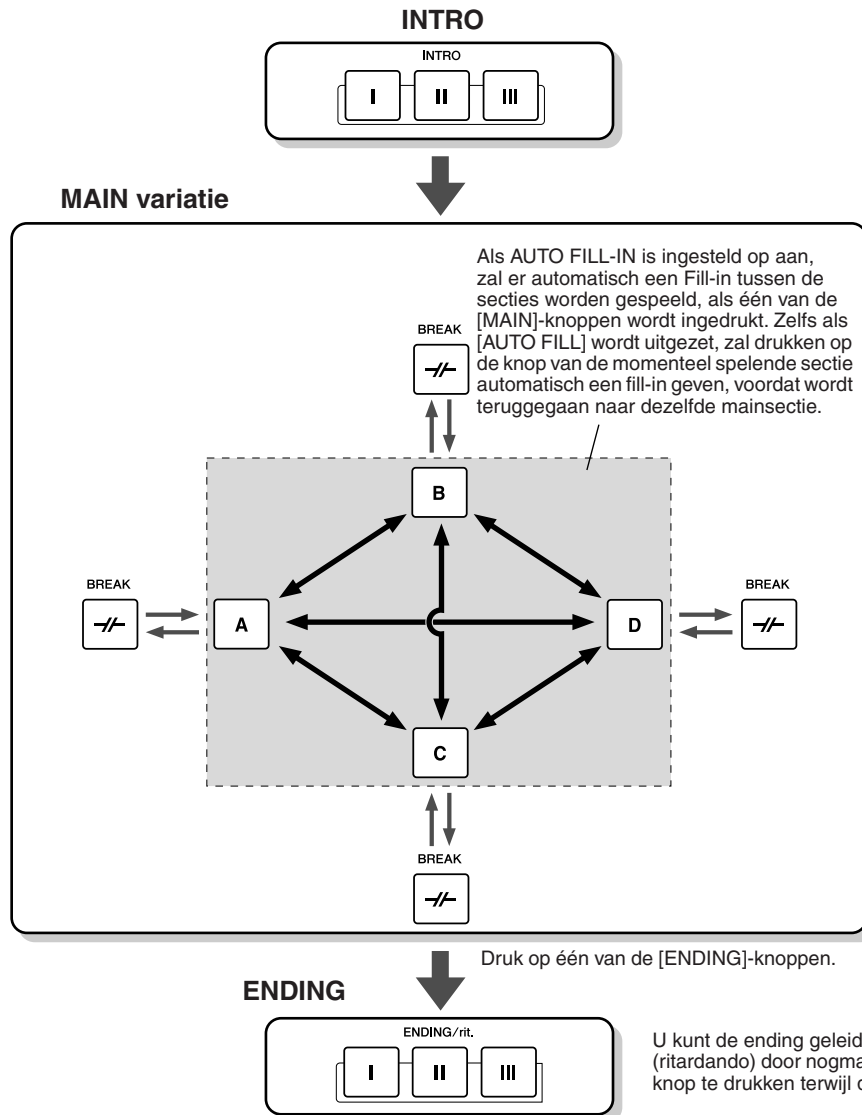 INTRO
INTRO
I II III
MAIN variatie
Als AUTO FILL-IN is ingesteld op aan,
zal er automatisch een Fill-in tussen de
secties worden gespeeld, als één van de
[MAIN]-knoppen wordt ingedrukt. Zelfs als
[AUTO FILL] wordt uitgezet, zal drukken op
de knop van de momenteel spelende sectie
automatisch een fill-in geven, voordat wordt
teruggegaan naar dezelfde mainsectie.
BREAK
B
BREAK
A
D
BREAK
C
BREAK
Druk op één van de [ENDING]-knoppen.
ENDING
ENDING/rit.
I II III
U kunt de ending
(ritardando) door
knop te drukken terwijl